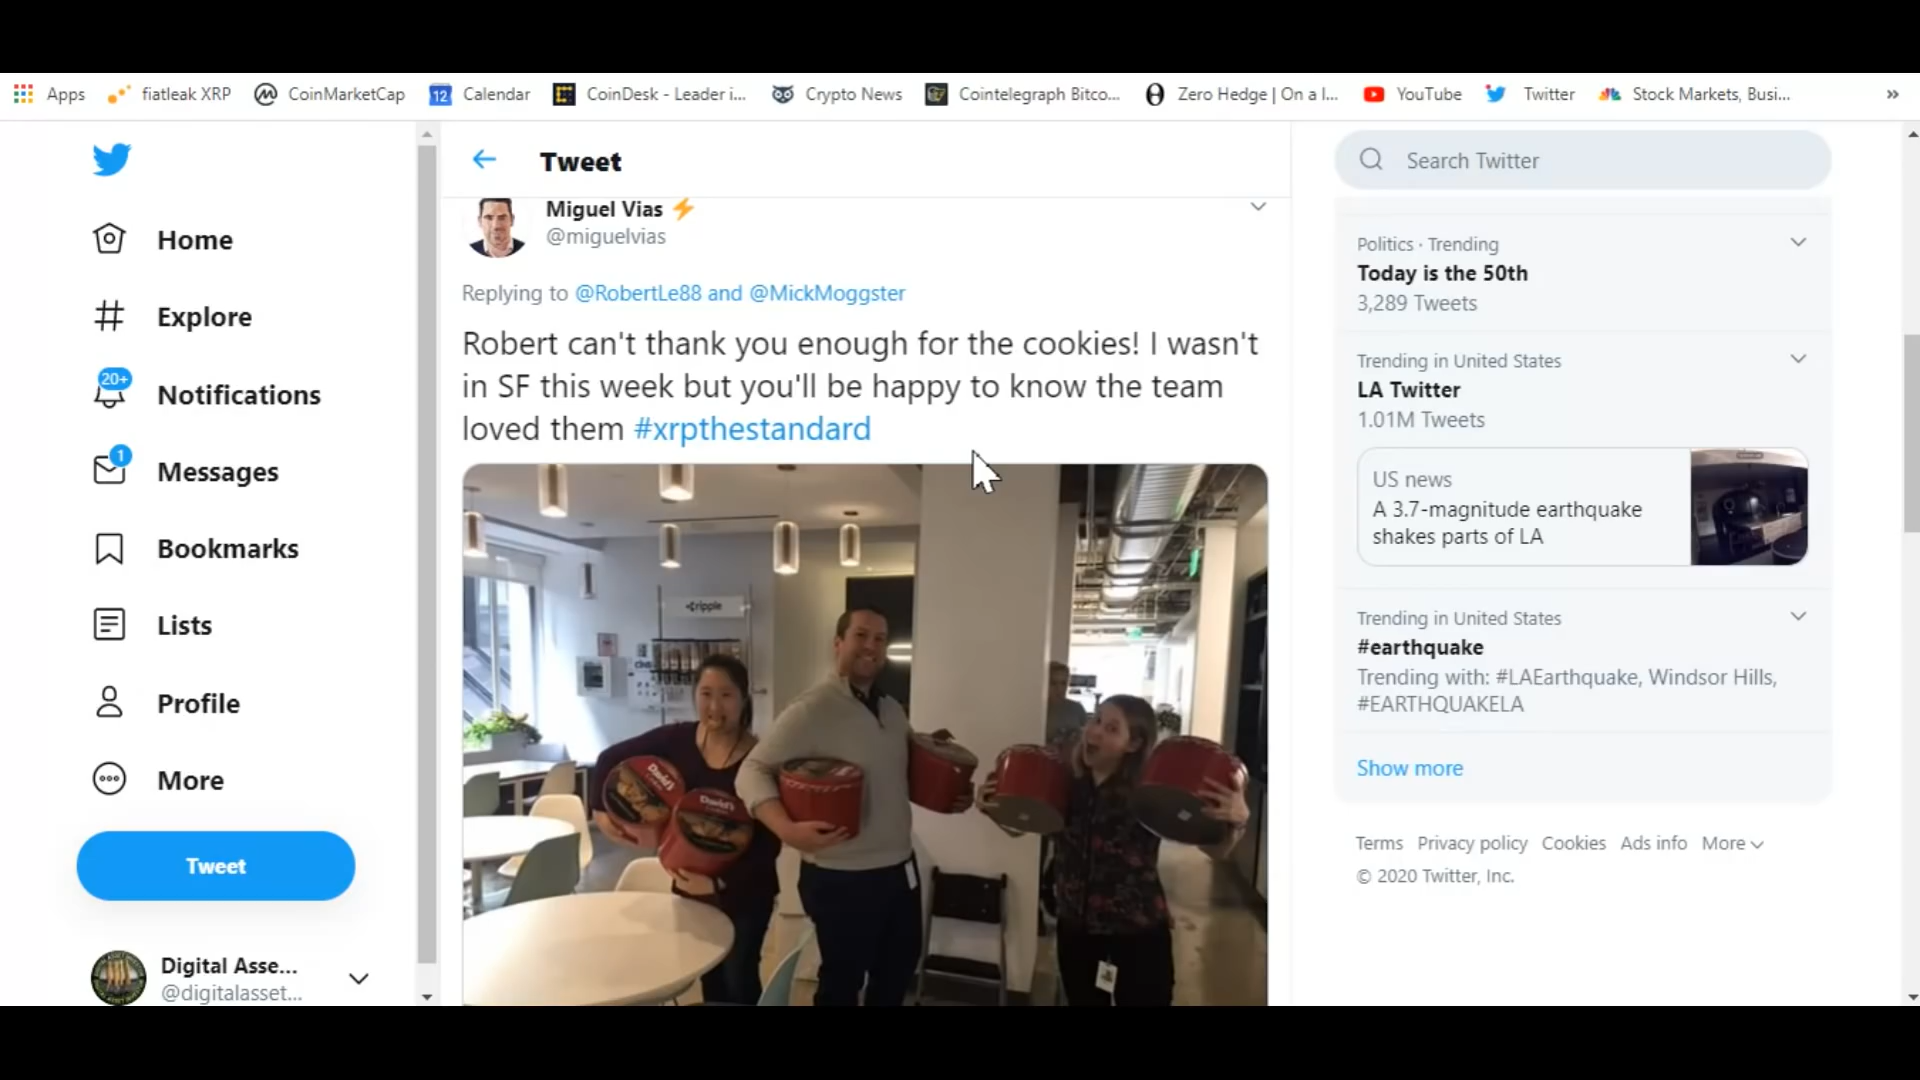 Apps
fiatleak XRP
CoinMarketCap
12
Calendar
CoinDesk - Leader i...
Crypto News
Cointelegraph Bitco...
Zero Hedge | On a l...
YouTube
Twitter
Stock Markets, Busi...
»
Home
Explore
20+
Notifications
1
Messages
Bookmarks
Lists
Profile
More
Tweet
Digital Asse...
@digitalasset...
Tweet
Miguel Vias ⚡
@miguelvias
Replying to @RobertLe88 and @MickMoggster
Robert can't thank you enough for the cookies! I wasn't
in SF this week but you'll be happy to know the team
loved them #xrpthestandard
ripple
David's
David's
Search Twitter
Politics · Trending
Today is the 50th
3,289 Tweets
Trending in United States
LA Twitter
1.01M Tweets
US news
A 3.7-magnitude earthquake
shakes parts of LA
Trending in United States
#earthquake
Trending with: #LAEarthquake, Windsor Hills,
#EARTHQUAKELA
Show more
Terms Privacy policy Cookies Ads info More
© 2020 Twitter, Inc.